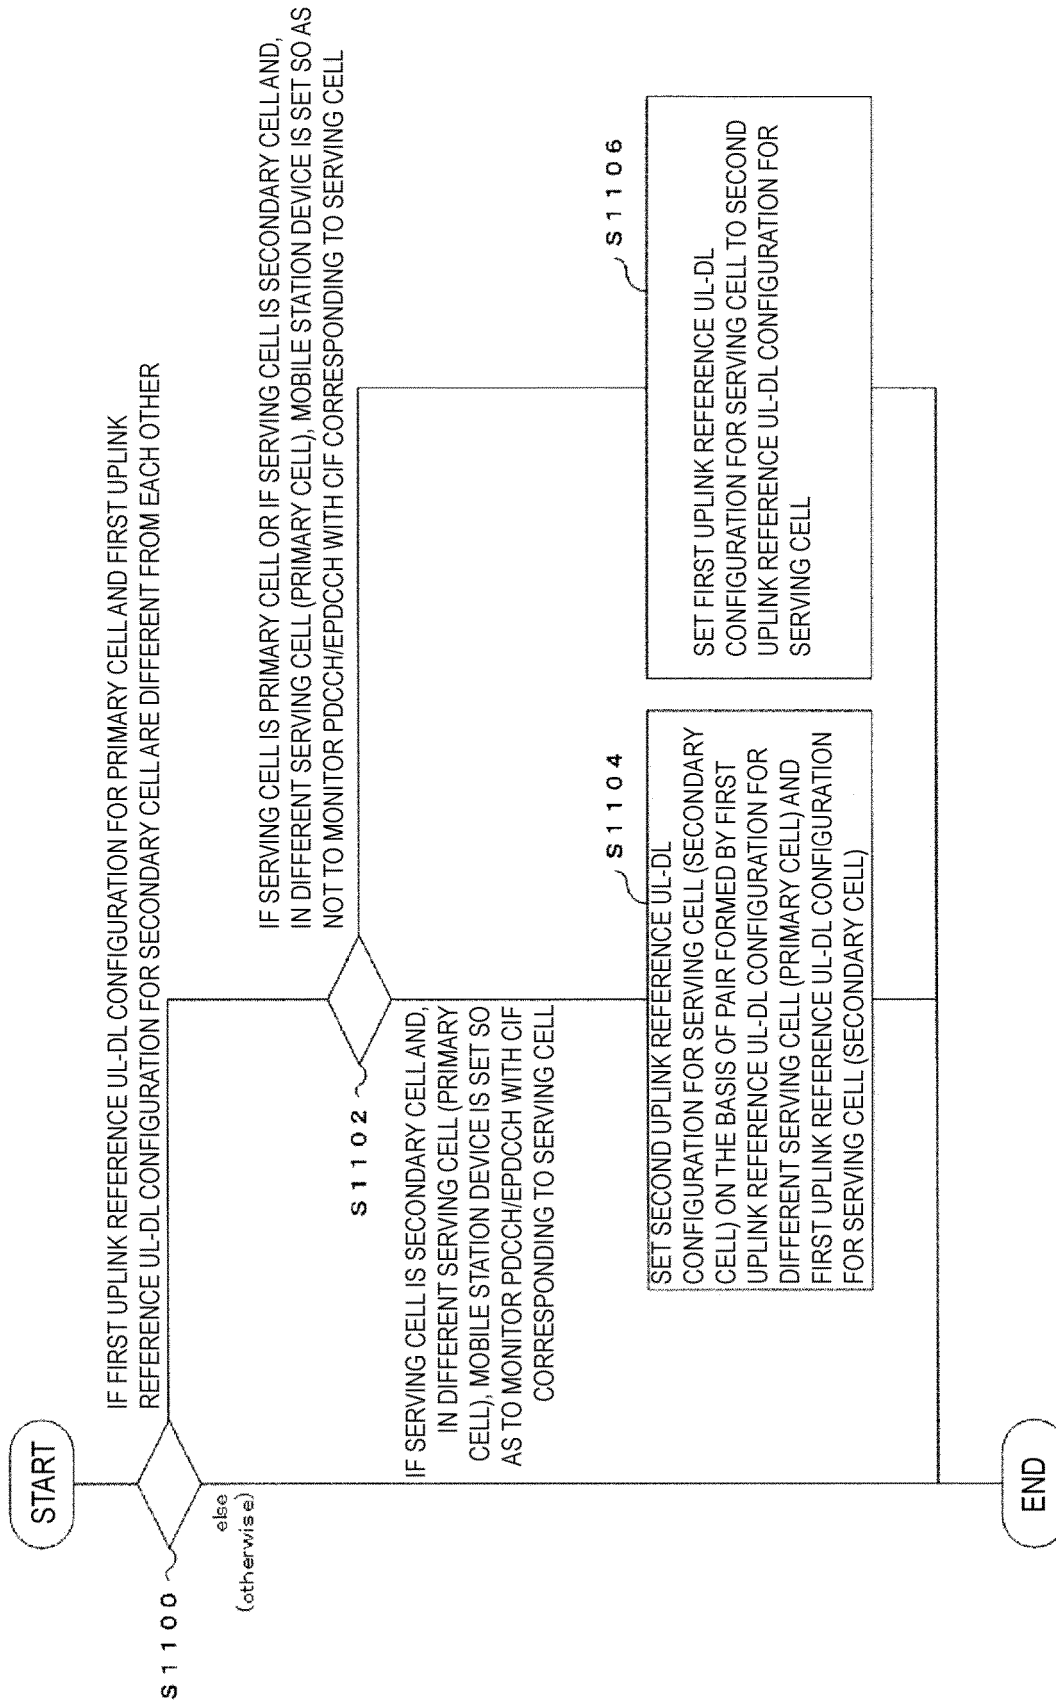 START
S1100
IF FIRST UPLINK REFERENCE UL-DL CONFIGURATION FOR PRIMARY CELL AND FIRST UPLINK
REFERENCE UL-DL CONFIGURATION FOR SECONDARY CELL ARE DIFFERENT FROM EACH OTHER
else
(otherwise)
S1102
IF SERVING CELL IS PRIMARY CELL OR IF SERVING CELL IS SECONDARY CELL AND,
IN DIFFERENT SERVING CELL (PRIMARY CELL), MOBILE STATION DEVICE IS SET SO AS
NOT TO MONITOR PDCCH/EPDCCH WITH CIF CORRESPONDING TO SERVING CELL
IF SERVING CELL IS SECONDARY CELL AND,
IN DIFFERENT SERVING CELL (PRIMARY
CELL), MOBILE STATION DEVICE IS SET SO
AS TO MONITOR PDCCH/EPDCCH WITH CIF
CORRESPONDING TO SERVING CELL
S1104
SET SECOND UPLINK REFERENCE UL-DL
CONFIGURATION FOR SERVING CELL (SECONDARY
CELL) ON THE BASIS OF PAIR FORMED BY FIRST
UPLINK REFERENCE UL-DL CONFIGURATION FOR
DIFFERENT SERVING CELL (PRIMARY CELL) AND
FIRST UPLINK REFERENCE UL-DL CONFIGURATION
FOR SERVING CELL (SECONDARY CELL)
S1106
SET FIRST UPLINK REFERENCE UL-DL
CONFIGURATION FOR SERVING CELL TO SECOND
UPLINK REFERENCE UL-DL CONFIGURATION FOR
SERVING CELL
END